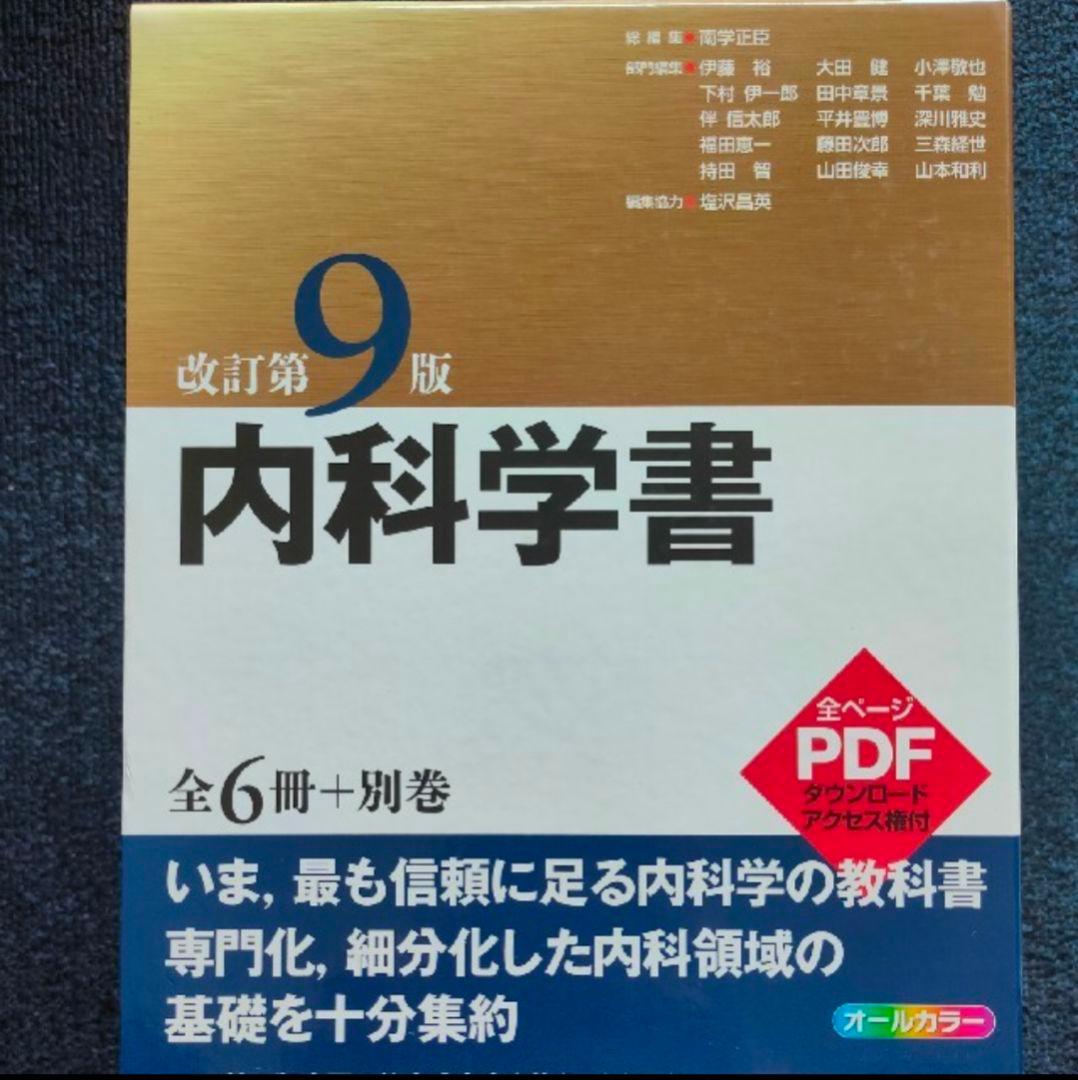 総編集●南学正臣
部門編集●伊藤 裕 大田 健 小澤敬也
下村 伊一郎 田中章景 千葉 勉
伴 信太郎 平井豊博 深川雅史
福田恵一 藤田次郎 三森経世
持田 智 山田俊幸 山本和利
編集協力●塩沢昌英
改訂第9版
内科学書
全ページ
PDF
ダウンロード
アクセス権付
全6冊+別巻
いま,最も信頼に足る内科学の教科書
専門化,細分化した内科領域の
基礎を十分集約
オールカラー